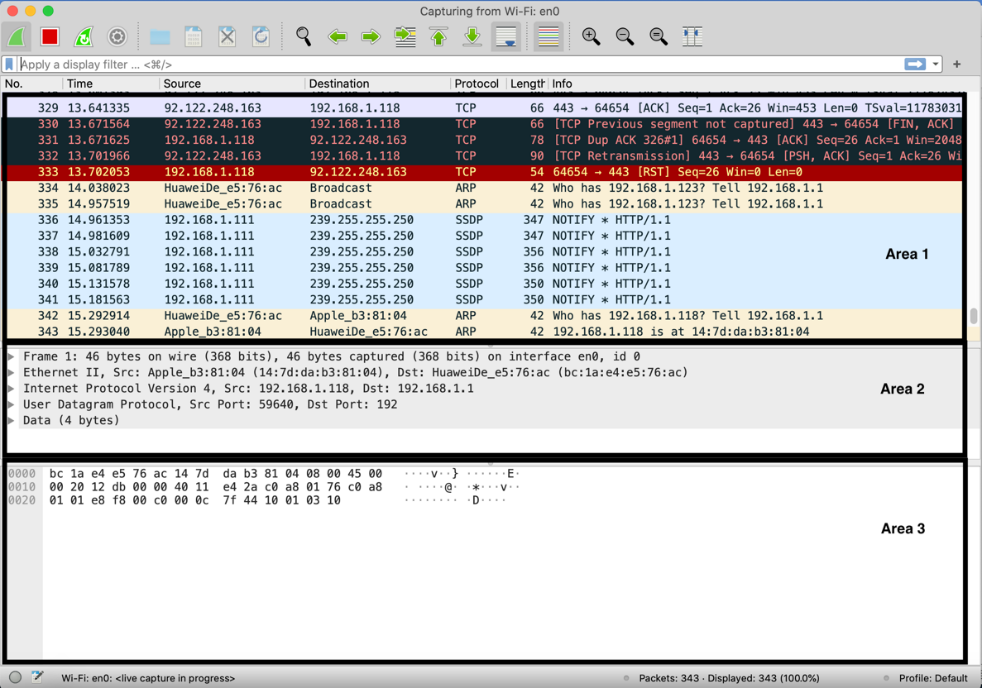 Capturing from Wi-Fi: en0
Apply a display filter … <⌘/>
No. Time Source Destination Protocol Length Info
329 13.641335 92.122.248.163 192.168.1.118 TCP 66 443 → 64654 [ACK] Seq=1 Ack=26 Win=453 Len=0 TSval=11783031
330 13.671564 92.122.248.163 192.168.1.118 TCP 66 [TCP Previous segment not captured] 443 → 64654 [FIN, ACK]
331 13.671625 192.168.1.118 92.122.248.163 TCP 78 [TCP Dup ACK 326#1] 64654 → 443 [ACK] Seq=26 Ack=1 Win=2048
332 13.701966 92.122.248.163 192.168.1.118 TCP 90 [TCP Retransmission] 443 → 64654 [PSH, ACK] Seq=1 Ack=26 Wi
333 13.702053 192.168.1.118 92.122.248.163 TCP 54 64654 → 443 [RST] Seq=26 Win=0 Len=0
334 14.038023 HuaweiDe_e5:76:ac Broadcast ARP 42 Who has 192.168.1.123? Tell 192.168.1.1
335 14.957519 HuaweiDe_e5:76:ac Broadcast ARP 42 Who has 192.168.1.123? Tell 192.168.1.1
336 14.961353 192.168.1.111 239.255.255.250 SSDP 347 NOTIFY * HTTP/1.1
337 14.981609 192.168.1.111 239.255.255.250 SSDP 347 NOTIFY * HTTP/1.1
338 15.032791 192.168.1.111 239.255.255.250 SSDP 356 NOTIFY * HTTP/1.1
339 15.081789 192.168.1.111 239.255.255.250 SSDP 356 NOTIFY * HTTP/1.1
340 15.131578 192.168.1.111 239.255.255.250 SSDP 350 NOTIFY * HTTP/1.1
341 15.181563 192.168.1.111 239.255.255.250 SSDP 350 NOTIFY * HTTP/1.1
342 15.292914 HuaweiDe_e5:76:ac Apple_b3:81:04 ARP 42 Who has 192.168.1.118? Tell 192.168.1.1
343 15.293040 Apple_b3:81:04 HuaweiDe_e5:76:ac ARP 42 192.168.1.118 is at 14:7d:da:b3:81:04
Area 1
Frame 1: 46 bytes on wire (368 bits), 46 bytes captured (368 bits) on interface en0, id 0
Ethernet II, Src: Apple_b3:81:04 (14:7d:da:b3:81:04), Dst: HuaweiDe_e5:76:ac (bc:1a:e4:e5:76:ac)
Internet Protocol Version 4, Src: 192.168.1.118, Dst: 192.168.1.1
User Datagram Protocol, Src Port: 59640, Dst Port: 192
Data (4 bytes)
Area 2
0000 bc 1a e4 e5 76 ac 14 7d da b3 81 04 08 00 45 00 ····v··} ······E·
0010 00 20 12 db 00 00 40 11 e4 2a c0 a8 01 76 c0 a8 · ····@· ·*···v··
0020 01 01 e8 f8 00 c0 00 0c 7f 44 10 01 03 10 ········ ·D····
Area 3
Wi-Fi: en0: <live capture in progress>
Packets: 343 · Displayed: 343 (100.0%)
Profile: Default